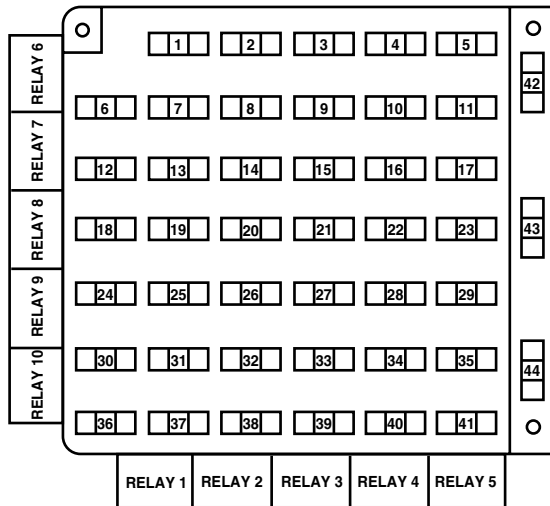 1 2 3 4 5
RELAY 6
42
6 7 8 9 10 11
RELAY 7
12 13 14 15 16 17
RELAY 8
18 19 20 21 22 23
43
24 25 26 27 28 29
RELAY 9
30 31 32 33 34 35
44
RELAY 10
36 37 38 39 40 41
RELAY 1 RELAY 2 RELAY 3 RELAY 4 RELAY 5